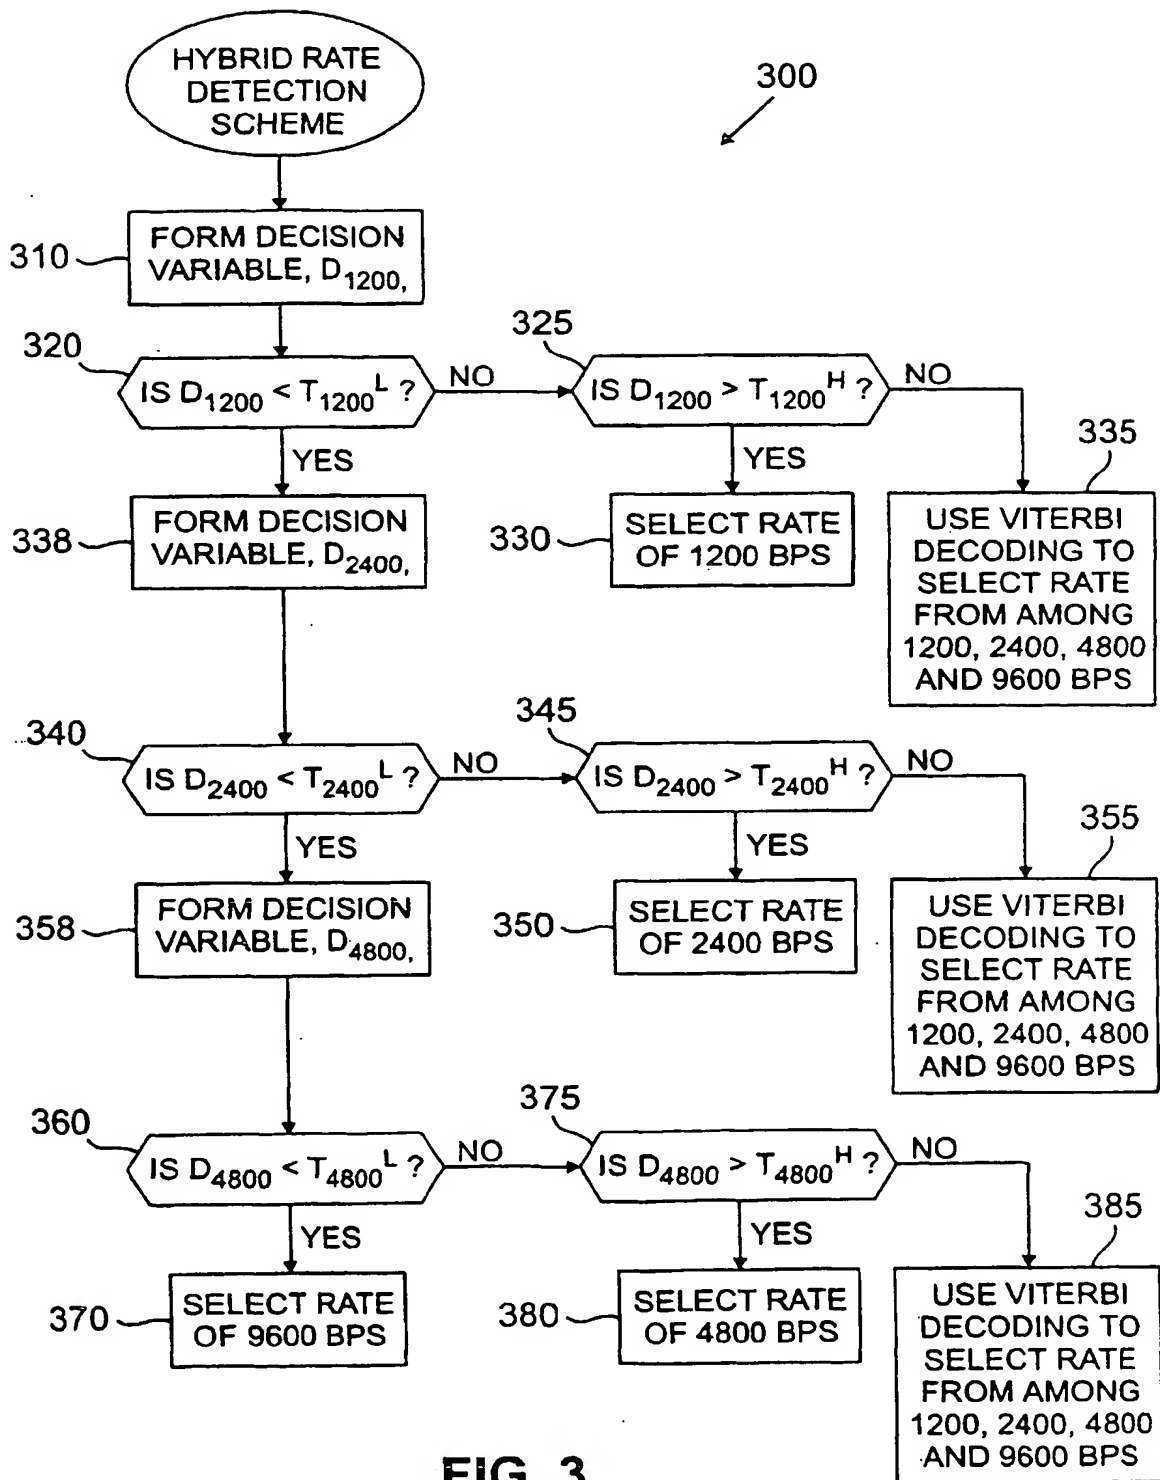 HYBRID RATE
DETECTION
SCHEME
300
310
FORM DECISION
VARIABLE, D1200,
320
IS D1200 < T1200L ?
NO
325
IS D1200 > T1200H ?
NO
YES
YES
335
338
FORM DECISION
VARIABLE, D2400,
330
SELECT RATE
OF 1200 BPS
USE VITERBI
DECODING TO
SELECT RATE
FROM AMONG
1200, 2400, 4800
AND 9600 BPS
340
IS D2400 < T2400L ?
NO
345
IS D2400 > T2400H ?
NO
YES
YES
355
358
FORM DECISION
VARIABLE, D4800,
350
SELECT RATE
OF 2400 BPS
USE VITERBI
DECODING TO
SELECT RATE
FROM AMONG
1200, 2400, 4800
AND 9600 BPS
360
IS D4800 < T4800L ?
NO
375
IS D4800 > T4800H ?
NO
YES
YES
385
370
SELECT RATE
OF 9600 BPS
380
SELECT RATE
OF 4800 BPS
USE VITERBI
DECODING TO
SELECT RATE
FROM AMONG
1200, 2400, 4800
AND 9600 BPS
FIG. 3